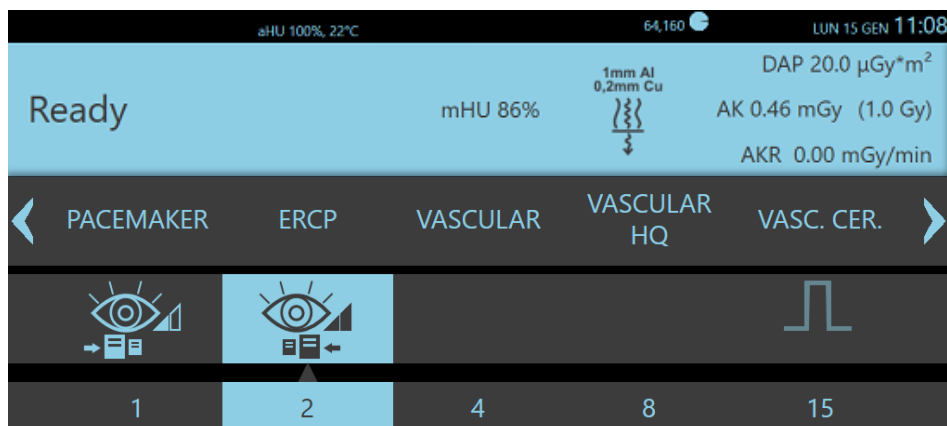 aHU 100%, 22°C 64,160 LUN 15 GEN 11:08
Ready
mHU 86%
1mm Al
0,2mm Cu
DAP 20.0 µGy*m²
AK 0.46 mGy (1.0 Gy)
AKR 0.00 mGy/min
PACEMAKER
ERCP
VASCULAR
VASCULAR
HQ
VASC. CER.
1 2 4 8 15